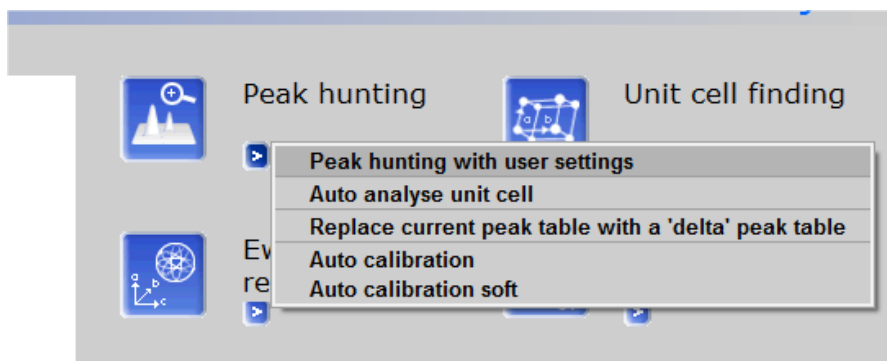 Peak hunting
Unit cell finding
Peak hunting with user settings
Auto analyse unit cell
Replace current peak table with a 'delta' peak table
Auto calibration
Auto calibration soft
a b
a b c